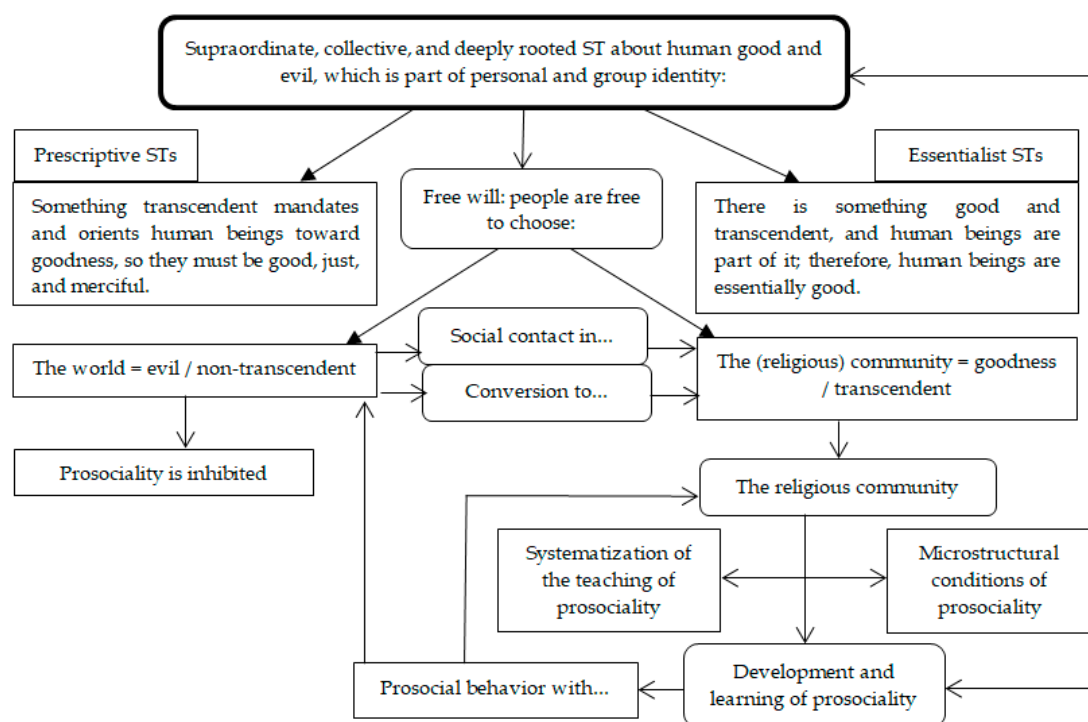 Supraordinate, collective, and deeply rooted ST about human good and
evil, which is part of personal and group identity:
Prescriptive STs
Essentialist STs
Something transcendent mandates
and orients human beings toward
goodness, so they must be good, just,
and merciful.
Free will: people are free
to choose:
There is something good and
transcendent, and human beings are
part of it; therefore, human beings are
essentially good.
The world = evil / non-transcendent
Social contact in...
Conversion to...
The (religious) community = goodness
/ transcendent
Prosociality is inhibited
The religious community
Systematization of
the teaching of
prosociality
Microstructural
conditions of
prosociality
Prosocial behavior with...
Development and
learning of prosociality